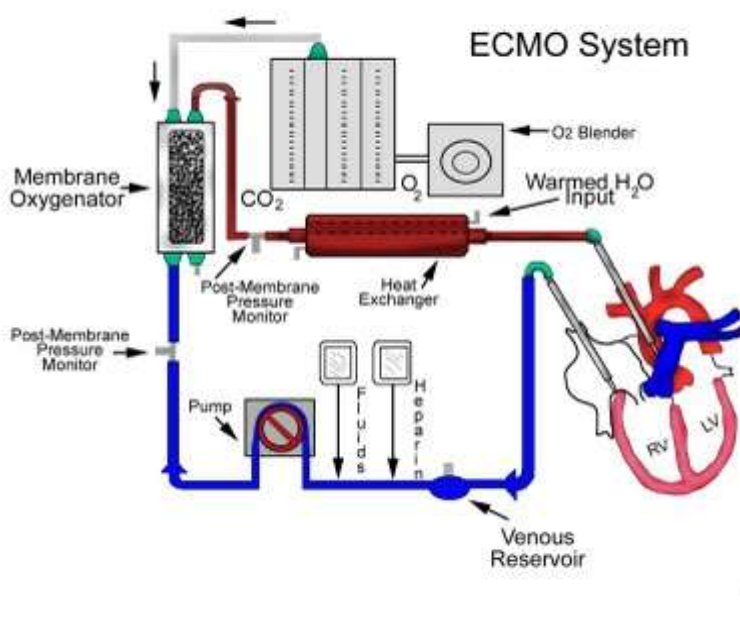 ECMO System
O2 Blender
Membrane
Oxygenator
CO2
O2
Warmed H2O
Input
Post-Membrane
Pressure
Monitor
Heat
Exchanger
Post-Membrane
Pressure
Monitor
Pump
Fluids
Heparin
RV
LV
Venous
Reservoir